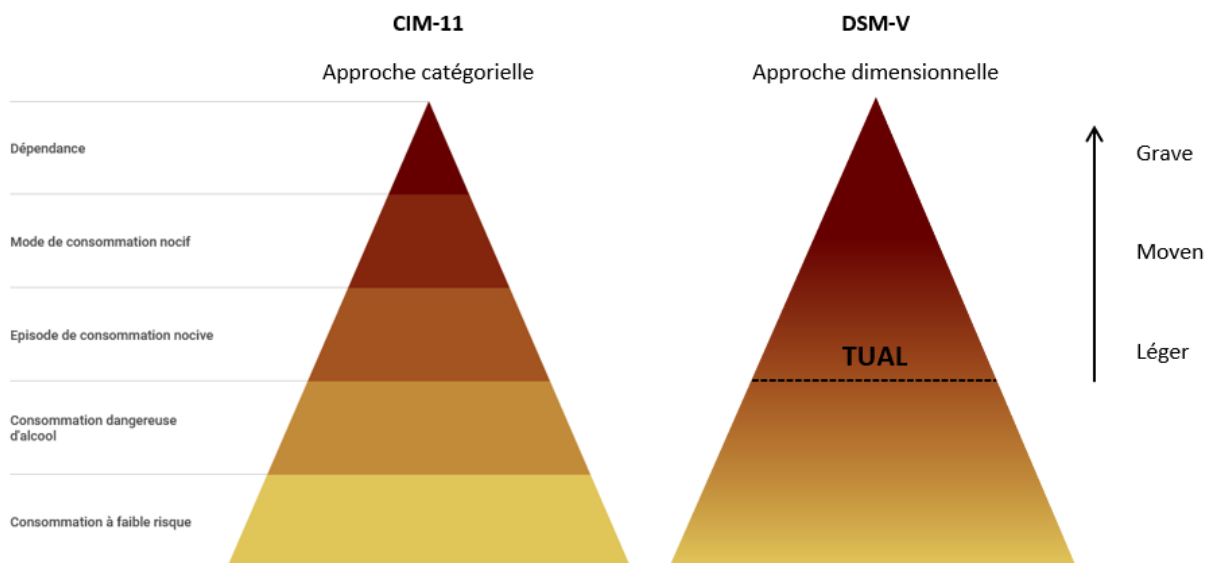 CIM-11
Approche catégorielle
Dépendance
Mode de consommation nocif
Episode de consommation nocive
Consommation dangereuse
d'alcool
Consommation à faible risque
DSM-V
Approche dimensionnelle
TUAL
Grave
Moven
Léger